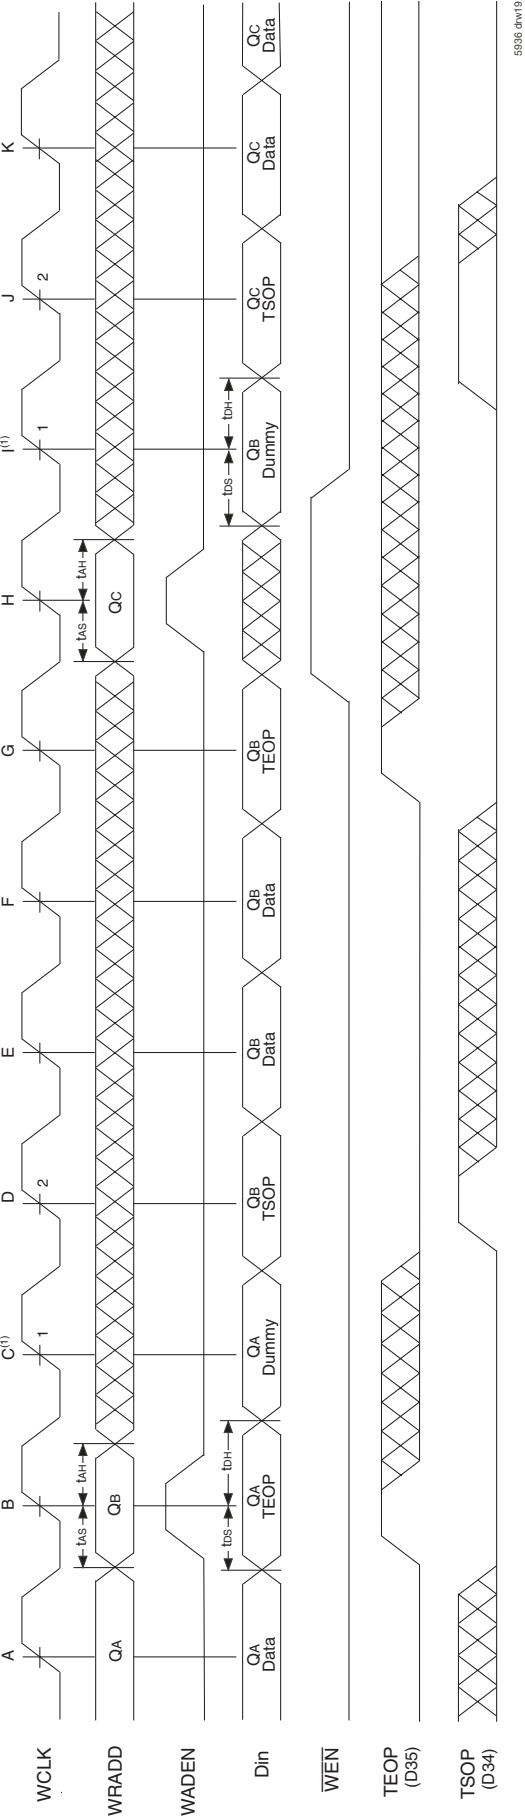 A B C(1) D E F G H I(1) J K
WCLK 1 2 1 2
tAS tAH tAS tAH
WRADD QA QB QC
WADEN
tDS tDH tDS tDH
Din QA Data QA TEOP QA Dummy QB TSOP QB Data QB Data QB TEOP QB Dummy QC TSOP QC Data QC Data
WEN
TEOP (D35)
TSOP (D34)
5936 drw19